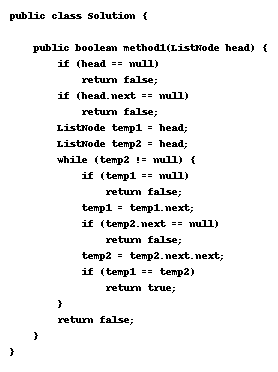 public class Solution {
public boolean method1(ListNode head) {
if (head == null)
return false;
if (head.next == null)
return false;
ListNode temp1 = head;
ListNode temp2 = head;
while (temp2 != null) {
if (temp1 == null)
return false;
temp1 = temp1.next;
if (temp2.next == null)
return false;
temp2 = temp2.next.next;
if (temp1 == temp2)
return true;
}
return false;
}
}